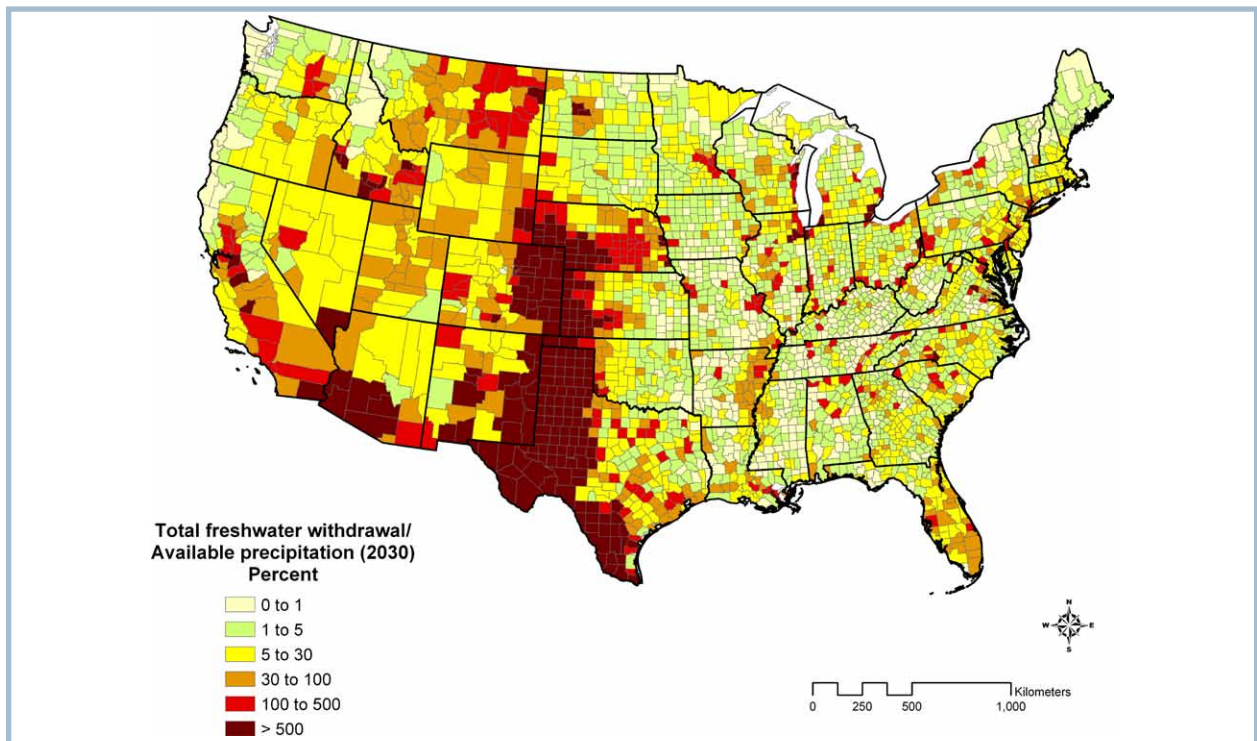 Total freshwater withdrawal/
Available precipitation (2030)
Percent
0 to 1
1 to 5
5 to 30
30 to 100
100 to 500
> 500
N
W E
S
Kilometers
0 250 500 1,000